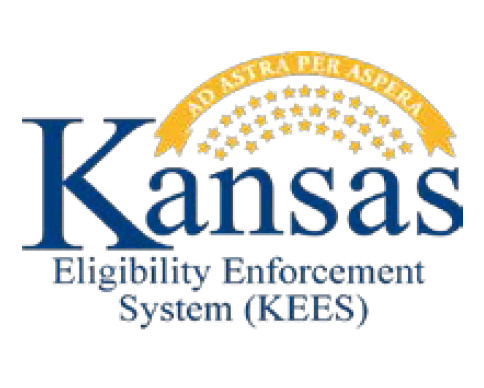 AD ASTRA PER ASPERA
Kansas
Eligibility Enforcement
System (KEES)